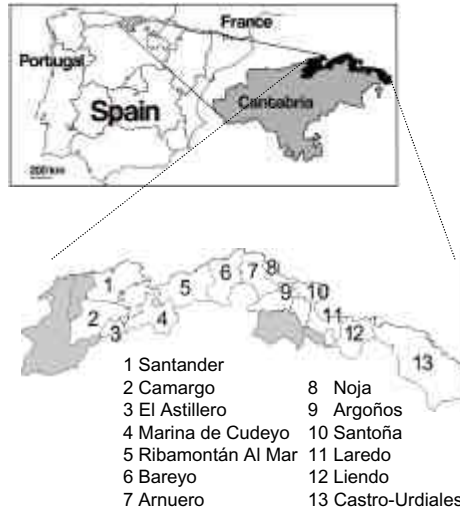 France
Portugal
Spain
Cantabria
200 km
1
2
3
4
5
6
7
8
9
10
11
12
13
1 Santander
2 Camargo
3 El Astillero
4 Marina de Cudeyo
5 Ribamontán Al Mar
6 Bareyo
7 Arnuero
8 Noja
9 Argoños
10 Santoña
11 Laredo
12 Liendo
13 Castro-Urdiales